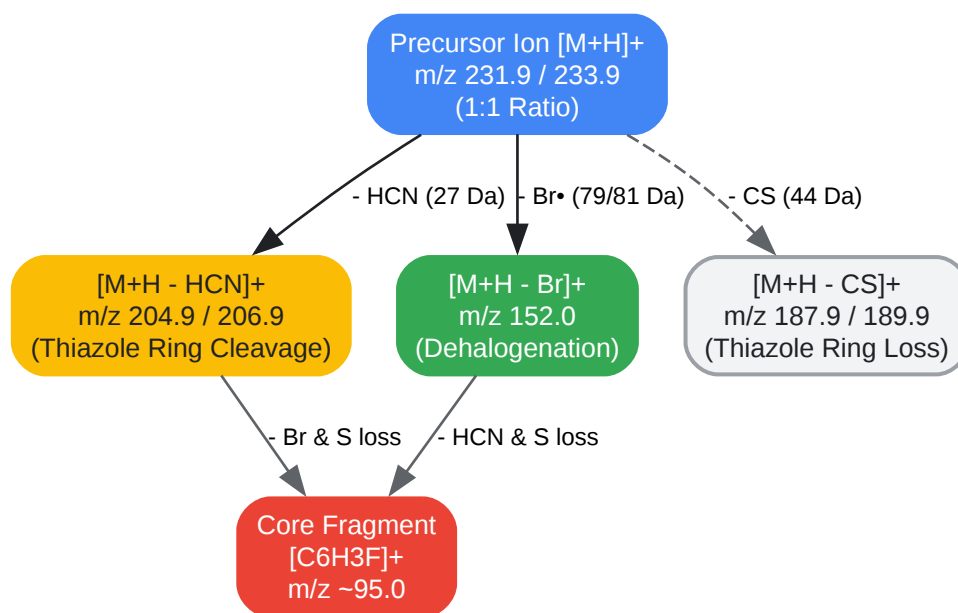 Precursor Ion [M+H]+
m/z 231.9 / 233.9
(1:1 Ratio)
- HCN (27 Da)
- Br• (79/81 Da)
- CS (44 Da)
[M+H - HCN]+
m/z 204.9 / 206.9
(Thiazole Ring Cleavage)
[M+H - Br]+
m/z 152.0
(Dehalogenation)
[M+H - CS]+
m/z 187.9 / 189.9
(Thiazole Ring Loss)
- Br & S loss
- HCN & S loss
Core Fragment
[C6H3F]+
m/z ~95.0